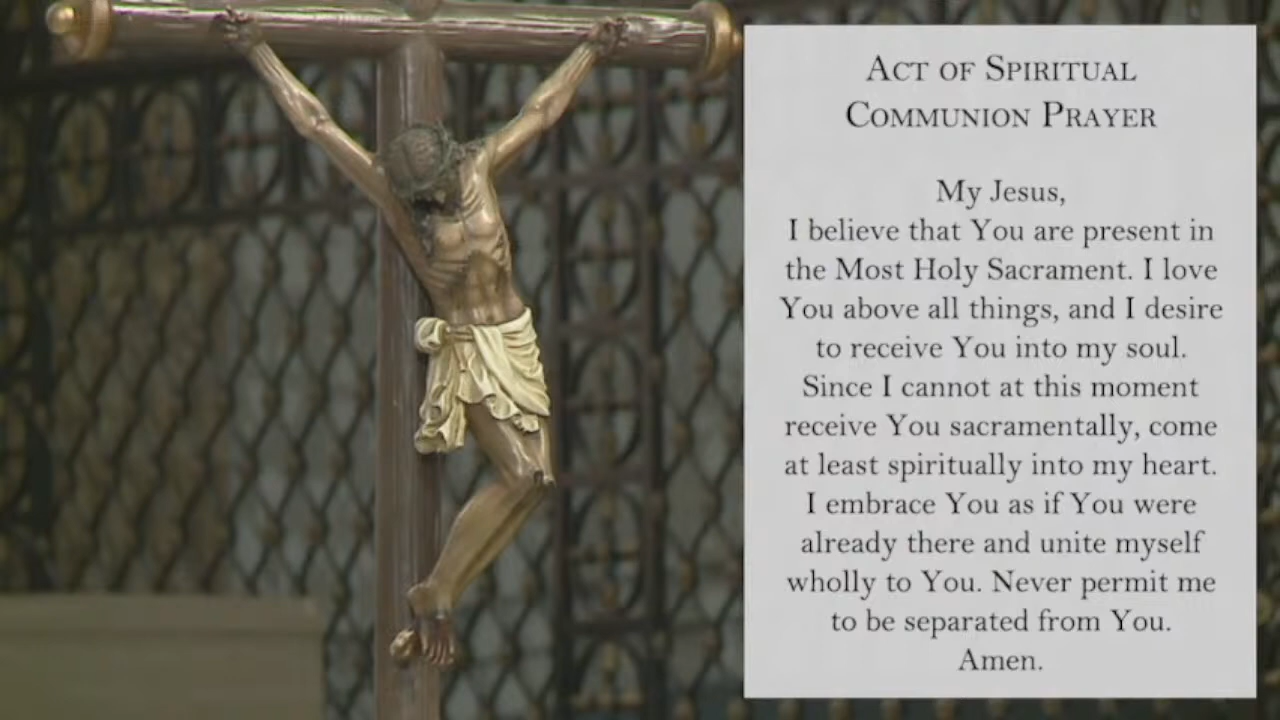 ACT OF SPIRITUAL
COMMUNION PRAYER
My Jesus,
I believe that You are present in
the Most Holy Sacrament. I love
You above all things, and I desire
to receive You into my soul.
Since I cannot at this moment
receive You sacramentally, come
at least spiritually into my heart.
I embrace You as if You were
already there and unite myself
wholly to You. Never permit me
to be separated from You.
Amen.